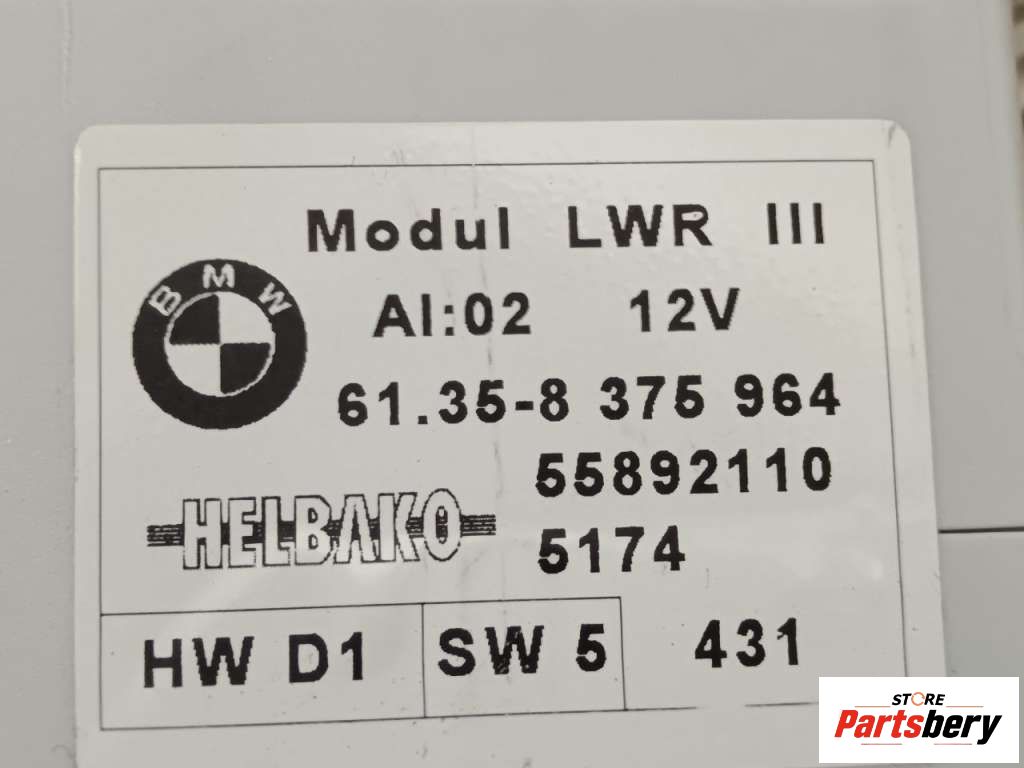 Modul LWR III
BMW
AI:02 12V
61.35-8 375 964
55892110
HELBAKO
5174
HW D1 SW 5 431
STORE
Partsbery